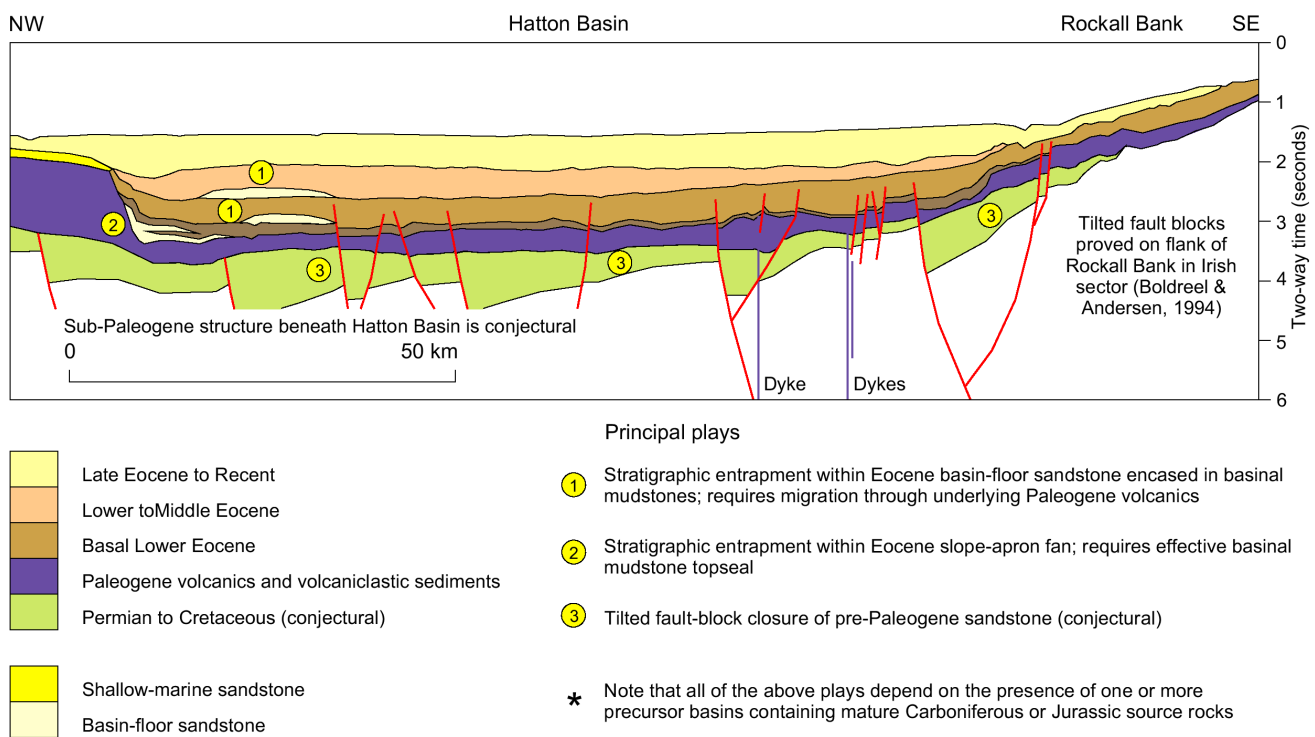 NW
Hatton Basin
Rockall Bank
SE
0
1
2
3
4
5
6
Two-way time (seconds)
1
1
2
3
3
3
Tilted fault blocks
proved on flank of
Rockall Bank in Irish
sector (Boldreel &
Andersen, 1994)
Sub-Paleogene structure beneath Hatton Basin is conjectural
0
50 km
Dyke
Dykes
Principal plays
Late Eocene to Recent
Lower toMiddle Eocene
Basal Lower Eocene
Paleogene volcanics and volcaniclastic sediments
Permian to Cretaceous (conjectural)
Shallow-marine sandstone
Basin-floor sandstone
1
Stratigraphic entrapment within Eocene basin-floor sandstone encased in basinal
mudstones; requires migration through underlying Paleogene volcanics
2
Stratigraphic entrapment within Eocene slope-apron fan; requires effective basinal
mudstone topseal
3
Tilted fault-block closure of pre-Paleogene sandstone (conjectural)
*
Note that all of the above plays depend on the presence of one or more
precursor basins containing mature Carboniferous or Jurassic source rocks